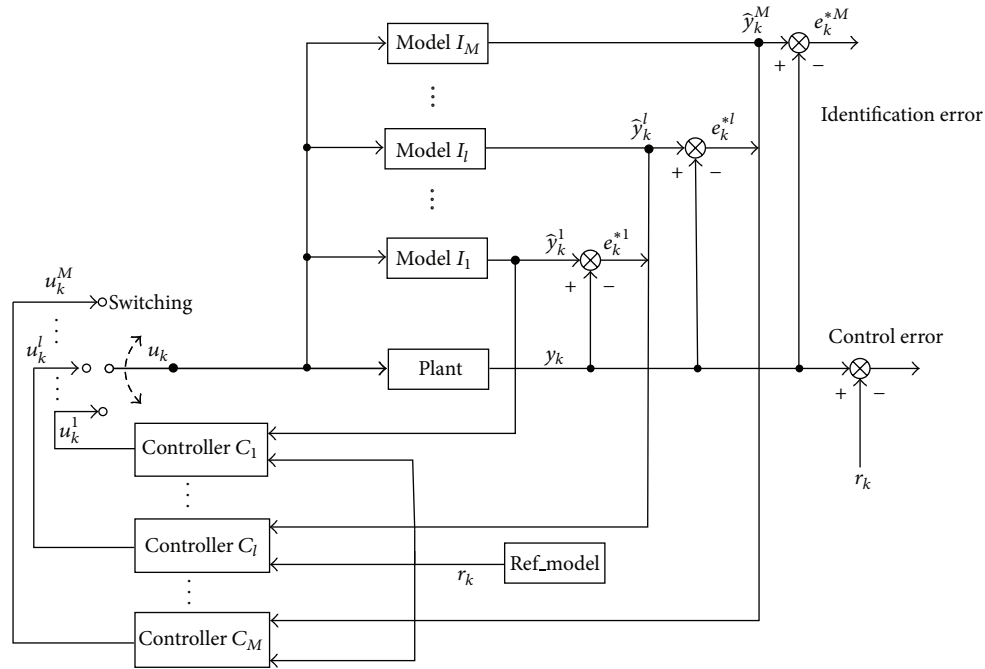 Model I_M
ŷ_k^M
e_k^{*M}
+
−
⋮
Identification error
Model I_l
ŷ_k^l
e_k^{*l}
+
−
⋮
Model I_1
ŷ_k^1
e_k^{*1}
+
−
u_k^M
Switching
⋮
u_k^l
u_k
Plant
y_k
Control error
+
−
⋮
u_k^1
Controller C_1
r_k
⋮
Controller C_l
r_k
Ref_model
⋮
Controller C_M